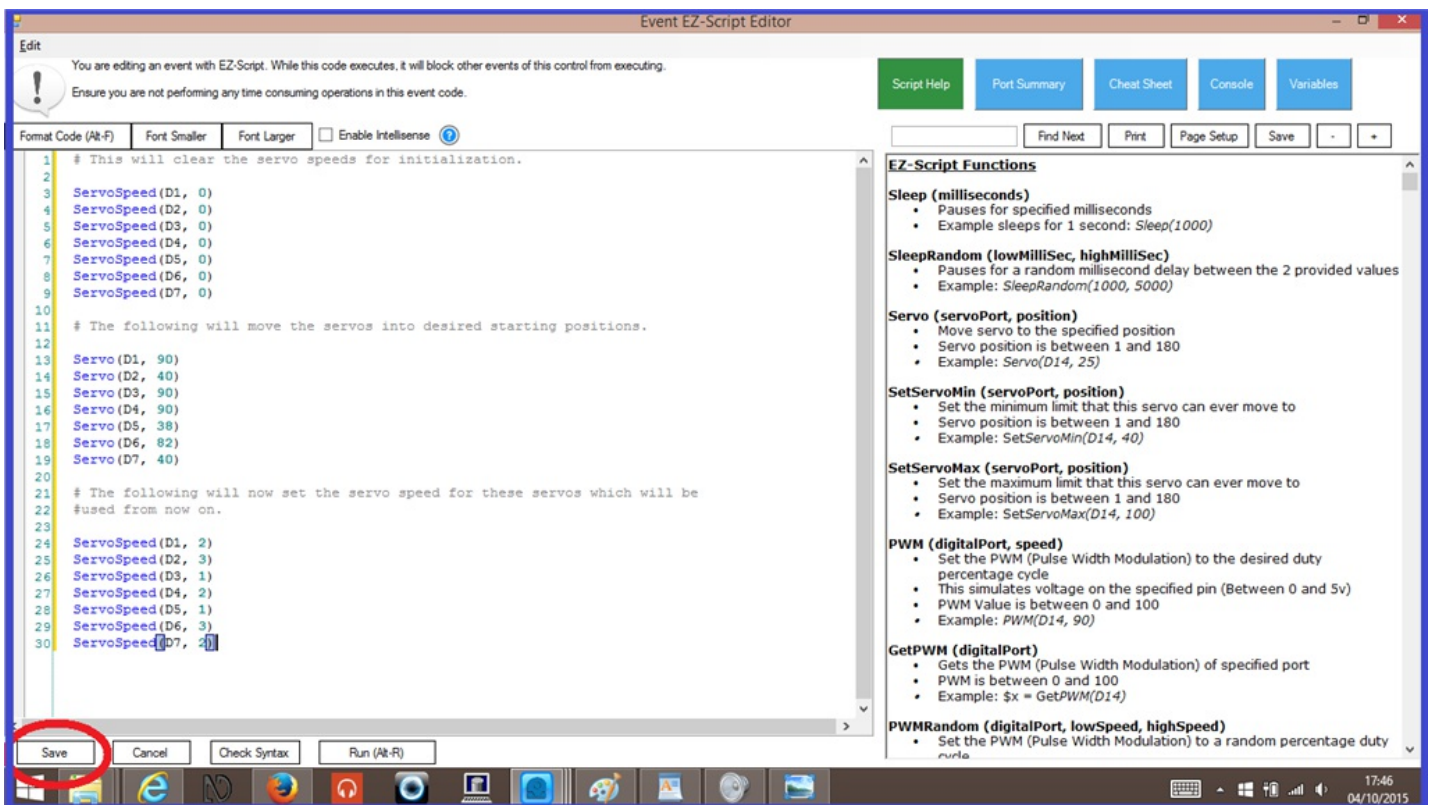 Event EZ-Script Editor
Edit
You are editing an event with EZ-Script. While this code executes, it will block other events of this control from executing.
Ensure you are not performing any time consuming operations in this event code.
Script Help
Port Summary
Cheat Sheet
Console
Variables
Format Code (Alt-F)
Font Smaller
Font Larger
Enable Intellisense
Find Next
Print
Page Setup
Save
-
+
1 # This will clear the servo speeds for initialization.
2
3 ServoSpeed(D1, 0)
4 ServoSpeed(D2, 0)
5 ServoSpeed(D3, 0)
6 ServoSpeed(D4, 0)
7 ServoSpeed(D5, 0)
8 ServoSpeed(D6, 0)
9 ServoSpeed(D7, 0)
10
11 # The following will move the servos into desired starting positions.
12
13 Servo(D1, 90)
14 Servo(D2, 40)
15 Servo(D3, 90)
16 Servo(D4, 90)
17 Servo(D5, 38)
18 Servo(D6, 82)
19 Servo(D7, 40)
20
21 # The following will now set the servo speed for these servos which will be
22 #used from now on.
23
24 ServoSpeed(D1, 2)
25 ServoSpeed(D2, 3)
26 ServoSpeed(D3, 1)
27 ServoSpeed(D4, 2)
28 ServoSpeed(D5, 1)
29 ServoSpeed(D6, 3)
30 ServoSpeed(D7, 2)
EZ-Script Functions
Sleep (milliseconds)
• Pauses for specified milliseconds
• Example sleeps for 1 second: Sleep(1000)
SleepRandom (lowMilliSec, highMilliSec)
• Pauses for a random millisecond delay between the 2 provided values
• Example: SleepRandom(1000, 5000)
Servo (servoPort, position)
• Move servo to the specified position
• Servo position is between 1 and 180
• Example: Servo(D14, 25)
SetServoMin (servoPort, position)
• Set the minimum limit that this servo can ever move to
• Servo position is between 1 and 180
• Example: SetServoMin(D14, 40)
SetServoMax (servoPort, position)
• Set the maximum limit that this servo can ever move to
• Servo position is between 1 and 180
• Example: SetServoMax(D14, 100)
PWM (digitalPort, speed)
• Set the PWM (Pulse Width Modulation) to the desired duty
percentage cycle
• This simulates voltage on the specified pin (Between 0 and 5v)
• PWM Value is between 0 and 100
• Example: PWM(D14, 90)
GetPWM (digitalPort)
• Gets the PWM (Pulse Width Modulation) of specified port
• PWM is between 0 and 100
• Example: $x = GetPWM(D14)
PWMRandom (digitalPort, lowSpeed, highSpeed)
• Set the PWM (Pulse Width Modulation) to a random percentage duty
cycle
Save
Cancel
Check Syntax
Run (Alt-R)
17:46
04/10/2015